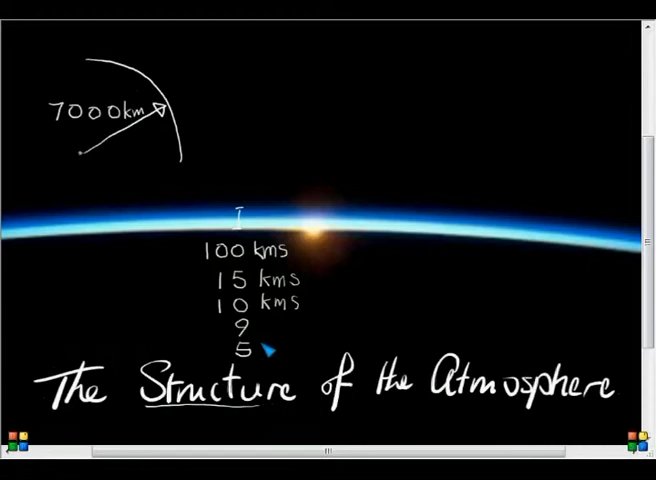 7000km
I
100 kms
15 kms
10 kms
9
5
The Structure of the Atmosphere